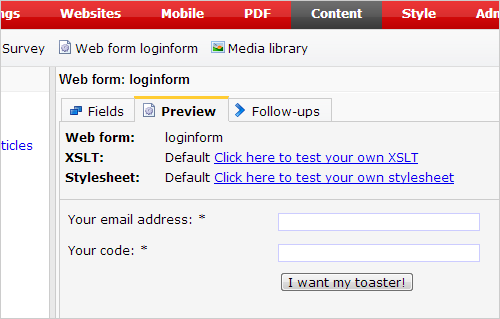 ngs Websites Mobile PDF Content Style Adm
Survey Web form loginform Media library
Web form: loginform
Fields Preview Follow-ups
ticles
Web form: loginform
XSLT: Default Click here to test your own XSLT
Stylesheet: Default Click here to test your own stylesheet
Your email address: *
Your code: *
I want my toaster!